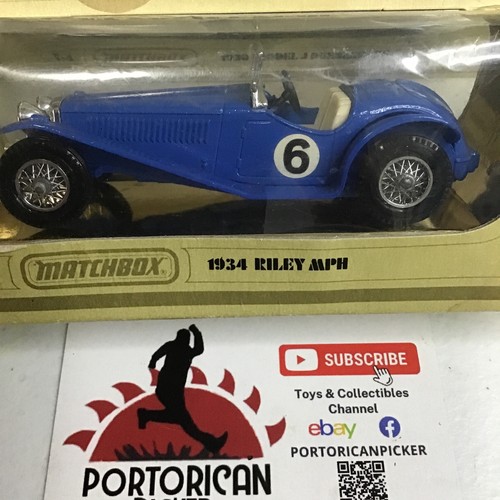 6
MATCHBOX
1934 RILEY MPH
SUBSCRIBE
Toys & Collectibles
Channel
ebay
PORTORICANPICKER
PORTORICAN